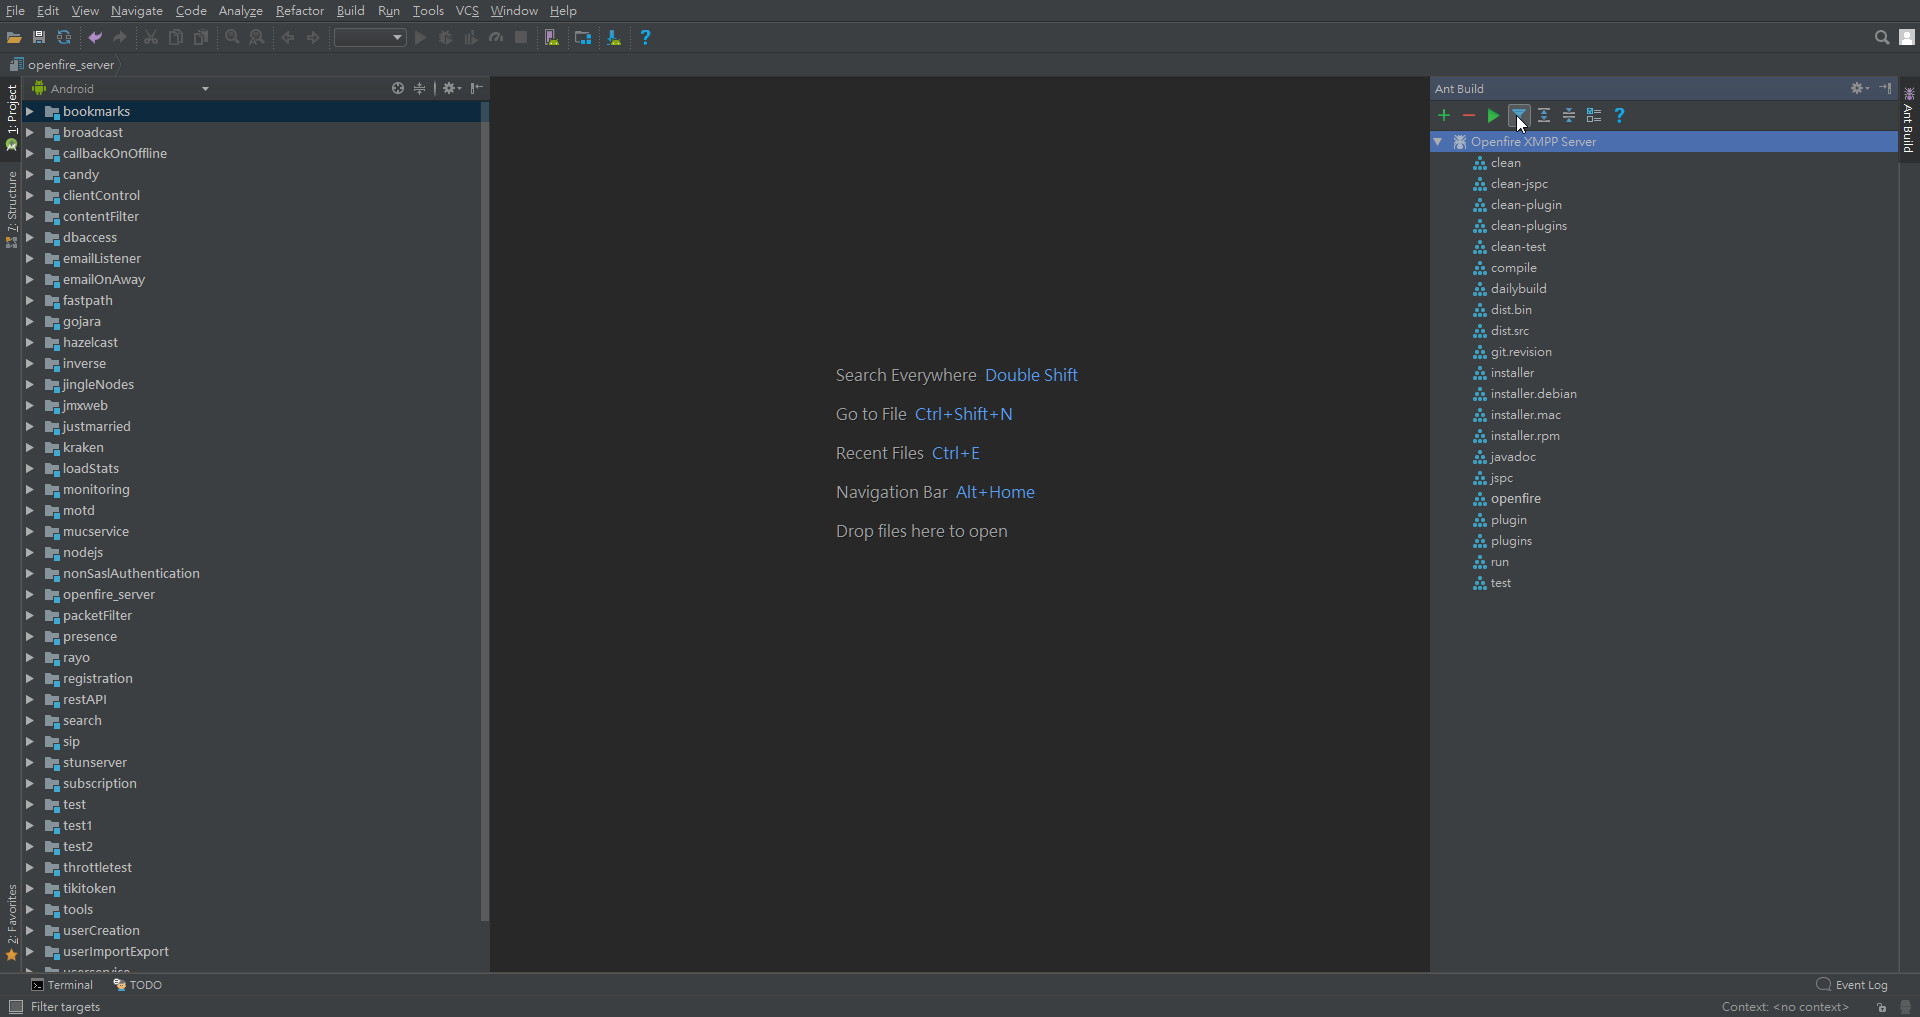 File Edit View Navigate Code Analyze Refactor Build Run Tools VCS Window Help
openfire_server
1: Project
7: Structure
2: Favorites
Android
bookmarks
broadcast
callbackOnOffline
candy
clientControl
contentFilter
dbaccess
emailListener
emailOnAway
fastpath
gojara
hazelcast
inverse
jingleNodes
jmxweb
justmarried
kraken
loadStats
monitoring
motd
mucservice
nodejs
nonSaslAuthentication
openfire_server
packetFilter
presence
rayo
registration
restAPI
search
sip
stunserver
subscription
test
test1
test2
throttletest
tikitoken
tools
userCreation
userImportExport
userservice
Search Everywhere Double Shift
Go to File Ctrl+Shift+N
Recent Files Ctrl+E
Navigation Bar Alt+Home
Drop files here to open
Ant Build
Openfire XMPP Server
clean
clean-jspc
clean-plugin
clean-plugins
clean-test
compile
dailybuild
dist.bin
dist.src
git.revision
installer
installer.debian
installer.mac
installer.rpm
javadoc
jspc
openfire
plugin
plugins
run
test
Ant Build
Terminal TODO Event Log
Filter targets Context: <no context>